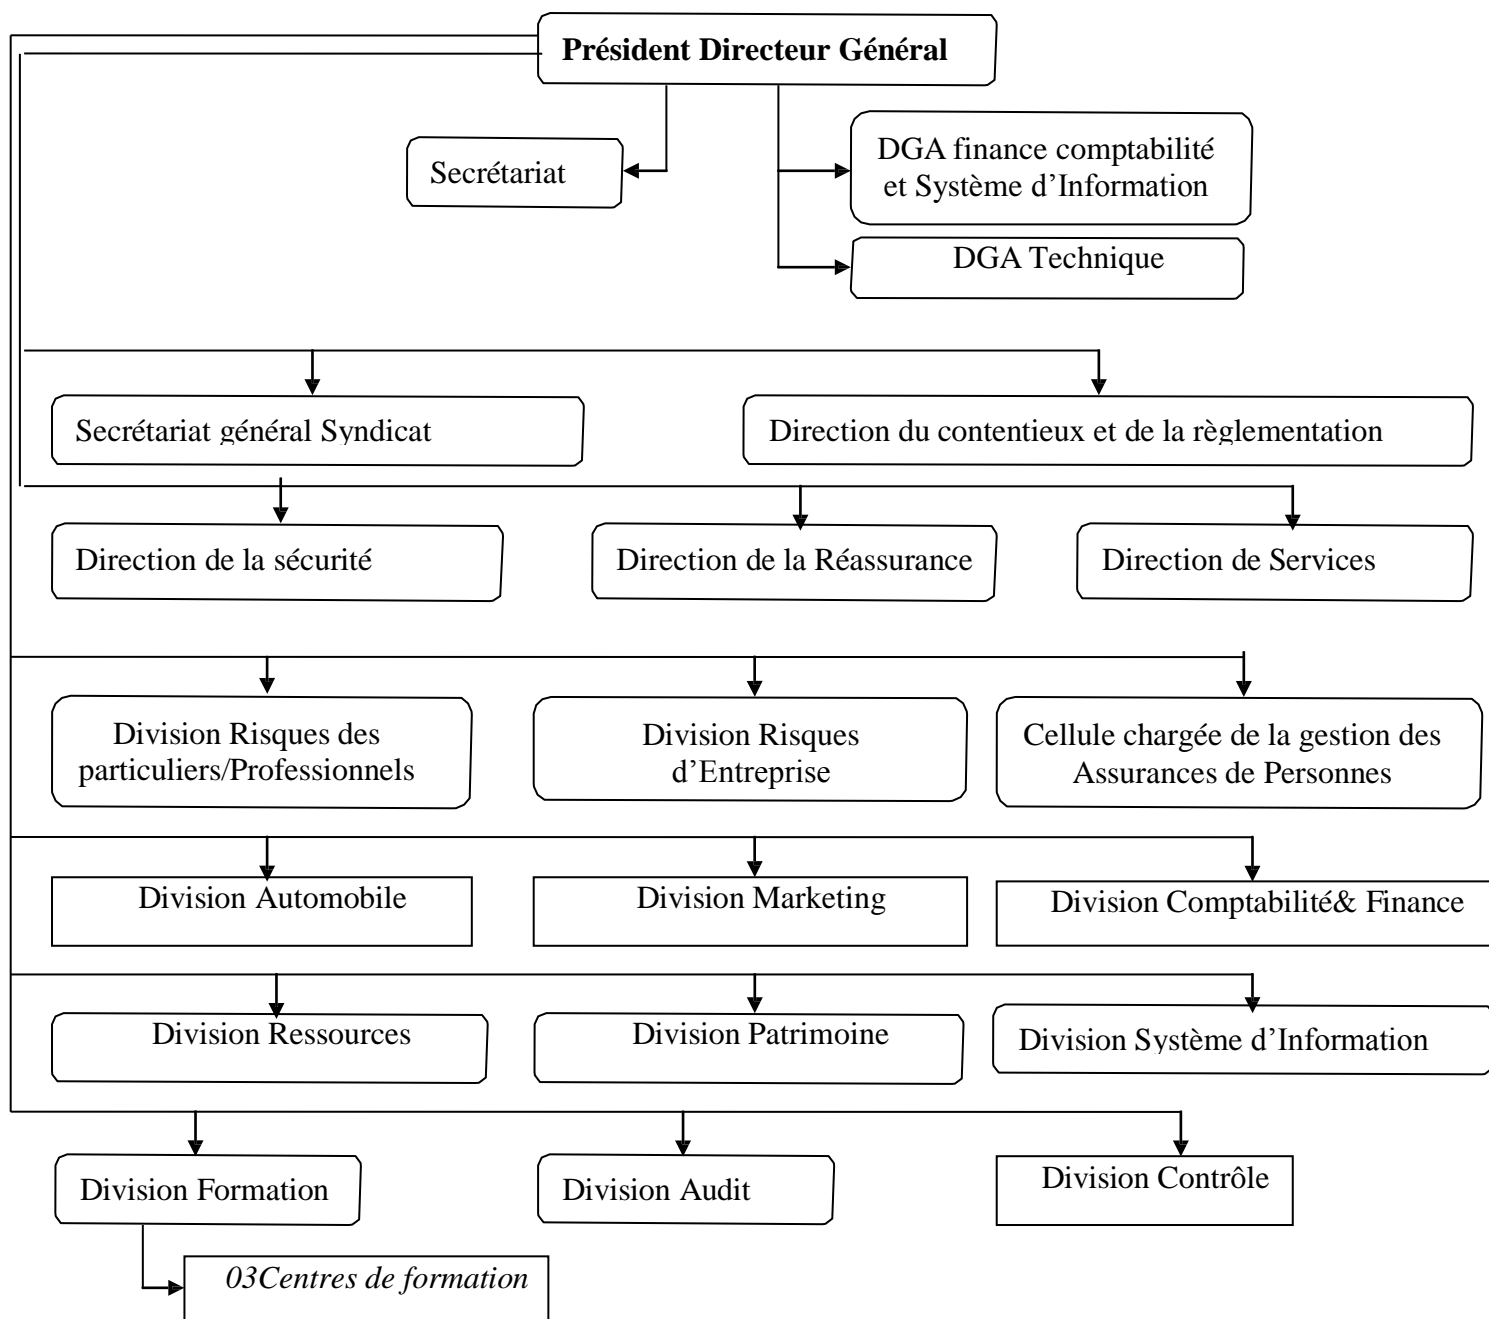 Président Directeur Général
Secrétariat
DGA finance comptabilité
et Système d’Information
DGA Technique
Secrétariat général Syndicat
Direction du contentieux et de la règlementation
Direction de la sécurité
Direction de la Réassurance
Direction de Services
Division Risques des
particuliers/Professionnels
Division Risques
d’Entreprise
Cellule chargée de la gestion des
Assurances de Personnes
Division Automobile
Division Marketing
Division Comptabilité& Finance
Division Ressources
Division Patrimoine
Division Système d’Information
Division Formation
Division Audit
Division Contrôle
03Centres de formation